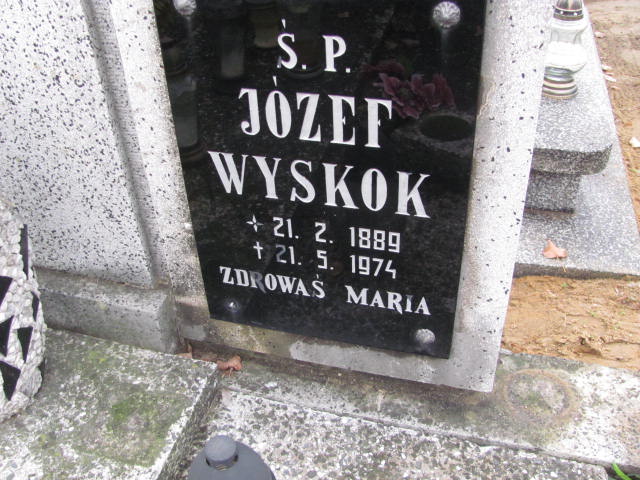 Ś. P.
JÓZEF
WYSKOK
✧ 21. 2. 1889
† 21. 5. 1974
ZDROWAŚ MARIA